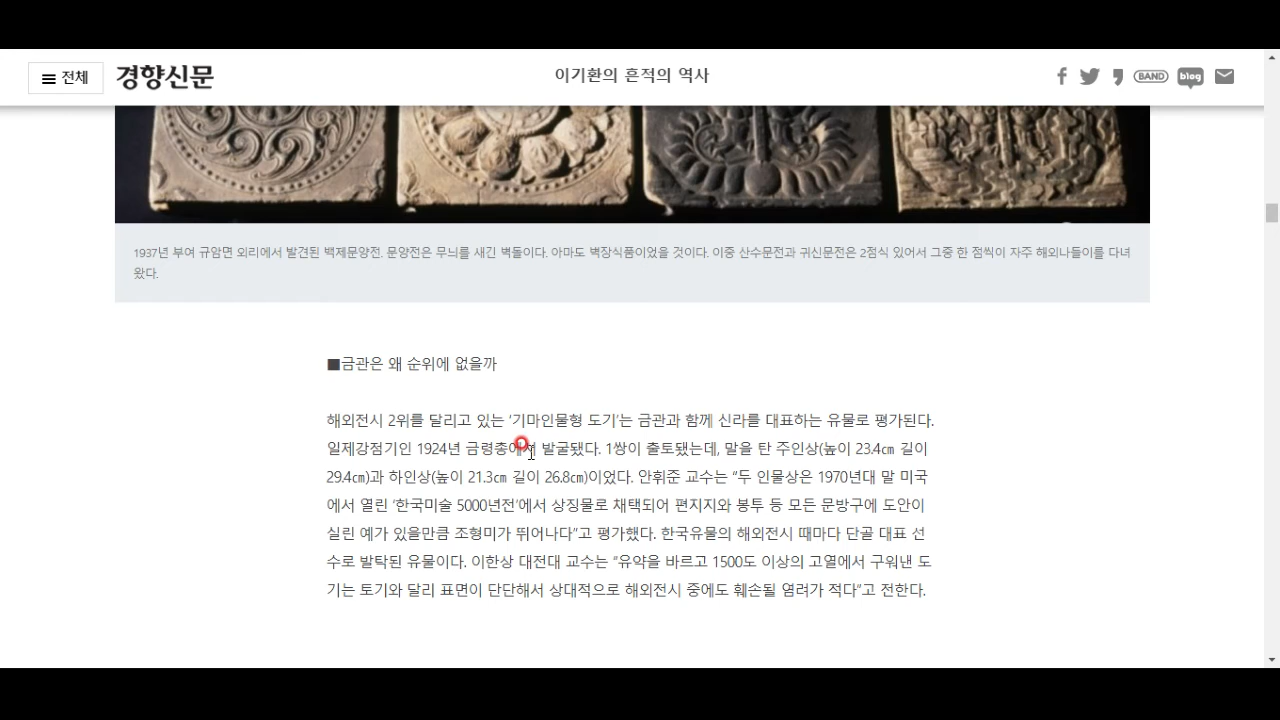 전체
경향신문
이기환의 흔적의 역사
BAND
blog
1937년 부여 규암면 외리에서 발견된 백제문양전. 문양전은 무늬를 새긴 벽돌이다. 아마도 벽장식품이었을 것이다. 이중 산수문전과 귀신문전은 2점식 있어서 그중 한 점씩이 자주 해외나들이를 다녀
왔다.
■금관은 왜 순위에 없을까
해외전시 2위를 달리고 있는 ‘기마인물형 도기’는 금관과 함께 신라를 대표하는 유물로 평가된다.
일제강점기인 1924년 금령총에서 발굴됐다. 1쌍이 출토됐는데, 말을 탄 주인상(높이 23.4㎝ 길이
29.4㎝)과 하인상(높이 21.3㎝ 길이 26.8㎝)이었다. 안휘준 교수는 “두 인물상은 1970년대 말 미국
에서 열린 ‘한국미술 5000년전’에서 상징물로 채택되어 편지지와 봉투 등 모든 문방구에 도안이
실린 예가 있을만큼 조형미가 뛰어나다”고 평가했다. 한국유물의 해외전시 때마다 단골 대표 선
수로 발탁된 유물이다. 이한상 대전대 교수는 “유약을 바르고 1500도 이상의 고열에서 구워낸 도
기는 토기와 달리 표면이 단단해서 상대적으로 해외전시 중에도 훼손될 염려가 적다”고 전한다.